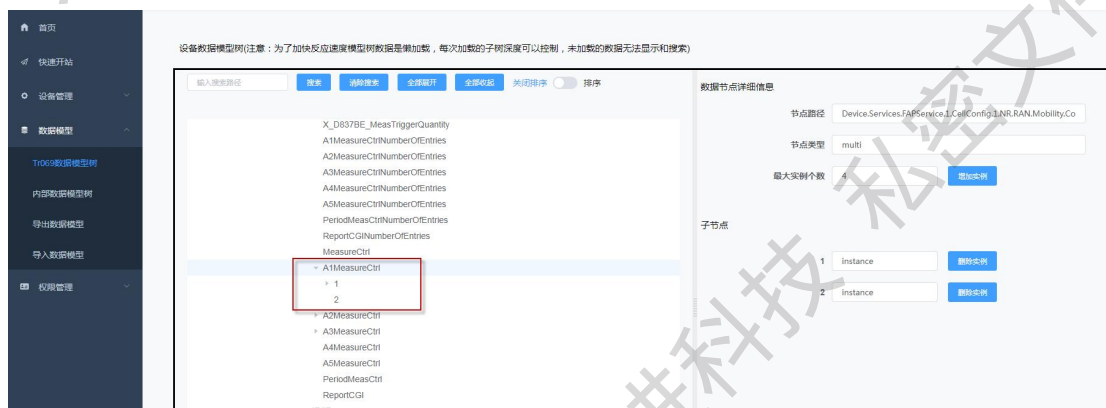 首页
快速开站
设备管理
数据模型
Tr069数据模型树
内部数据模型树
导出数据模型
导入数据模型
权限管理
设备数据模型树(注意：为了加快反应速度模型树数据是懒加载，每次加载的子树深度可以控制，未加载的数据无法显示和搜索)
输入搜索路径 搜索 清除搜索 全部展开 全部收起 关闭排序 排序
X_D837BE_MeasTriggerQuantity
A1MeasureCtrlNumberOfEntries
A2MeasureCtrlNumberOfEntries
A3MeasureCtrlNumberOfEntries
A4MeasureCtrlNumberOfEntries
A5MeasureCtrlNumberOfEntries
PeriodMeasCtrlNumberOfEntries
ReportCGINumberOfEntries
MeasureCtrl
A1MeasureCtrl
1
2
A2MeasureCtrl
A3MeasureCtrl
A4MeasureCtrl
A5MeasureCtrl
PeriodMeasCtrl
ReportCGI
数据节点详细信息
节点路径 Device.Services.FAPService.1.CellConfig.1.NR.RAN.Mobility.Co
节点类型 multi
最大实例个数 4 增加实例
子节点
1 instance 删除实例
2 instance 删除实例
科技 私密文件